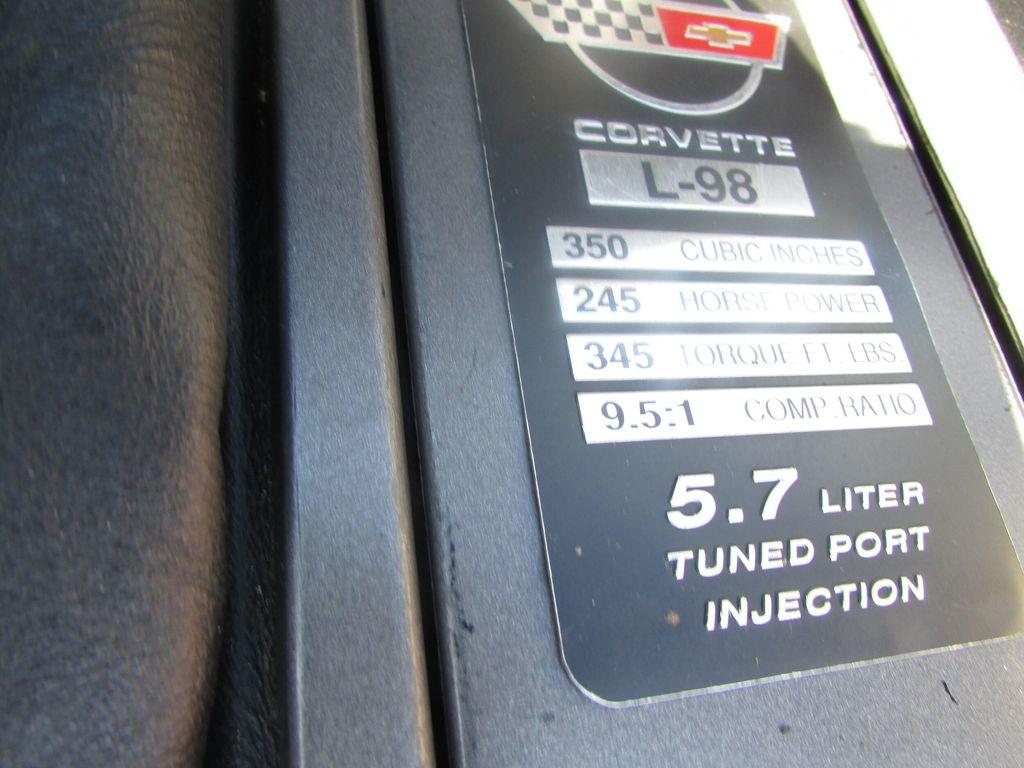 CORVETTE
L-98
350 CUBIC INCHES
245 HORSE POWER
345 TORQUE FT. LBS.
9.5:1 COMP. RATIO
5.7 LITER
TUNED PORT
INJECTION